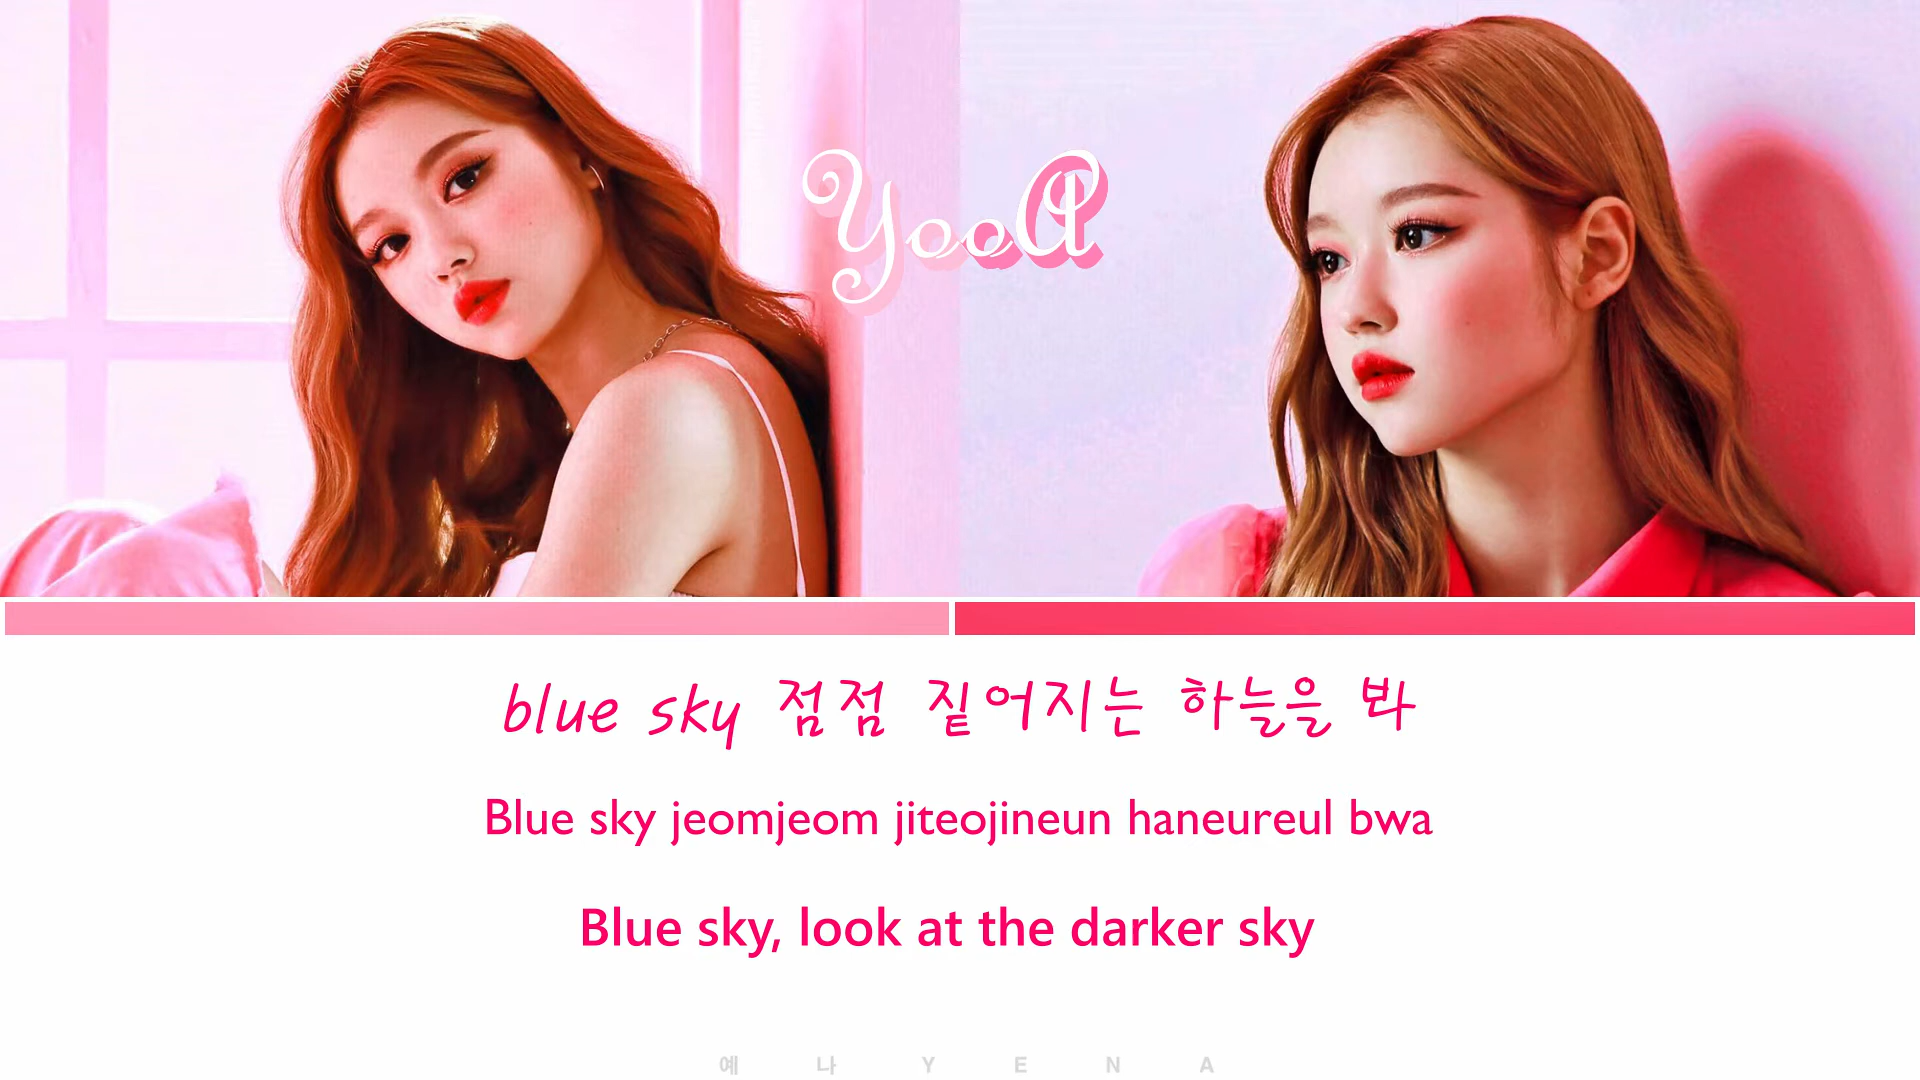 YooA
blue sky 점점 짙어지는 하늘을 봐
Blue sky jeomjeom jiteojineun haneureul bwa
Blue sky, look at the darker sky
예 나 Y E N A